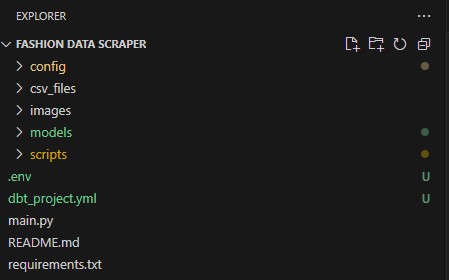 EXPLORER
FASHION DATA SCRAPER
config
csv_files
images
models
scripts
.env U
dbt_project.yml U
main.py
README.md
requirements.txt